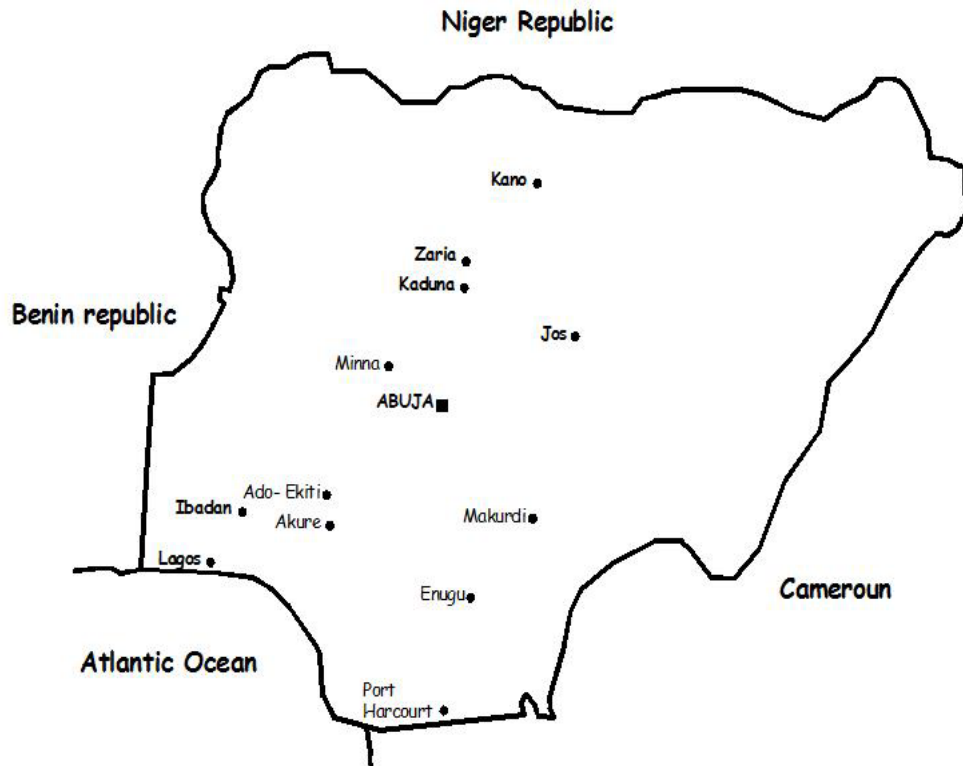 Niger Republic
Kano
Zaria
Kaduna
Benin republic
Jos
Minna
ABUJA
Ado- Ekiti
Ibadan
Akure
Makurdi
Lagos
Cameroun
Enugu
Atlantic Ocean
Port
Harcourt